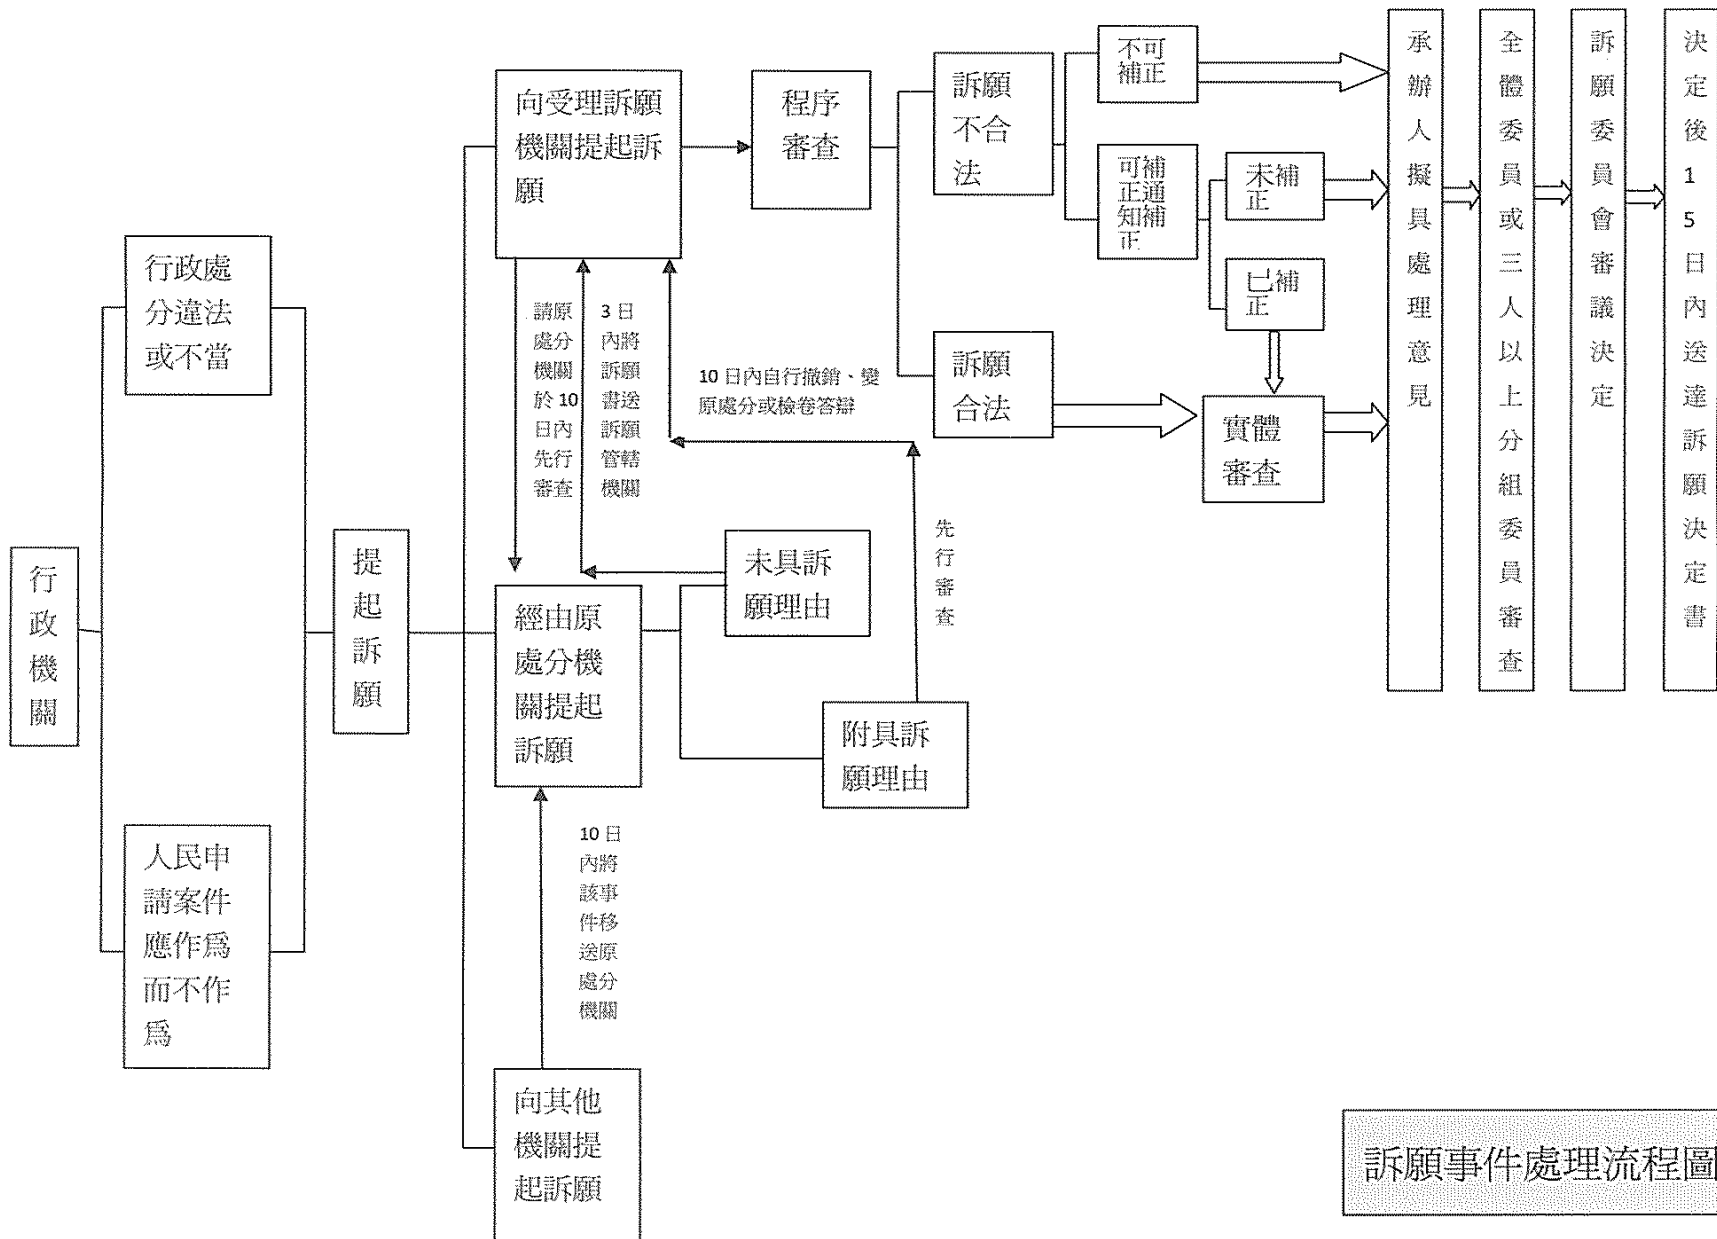 行
政
機
關
行政處
分違法
或不當
人民申
請案件
應作為
而不作
為
提
起
訴
願
向受理訴願
機關提起訴
願
請原
處分
機關
於 10
日內
先行
審查
3 日
內將
訴願
書送
訴願
管轄
機關
10 日內自行撤銷、變
原處分或檢卷答辯
經由原
處分機
關提起
訴願
未具訴
願理由
附具訴
願理由
先
行
審
查
10 日
內將
該事
件移
送原
處分
機關
向其他
機關提
起訴願
程序
審查
訴願
不合
法
訴願
合法
不可
補正
可補
正通
知補
正
未補
正
已補
正
實體
審查
承
辦
人
擬
具
處
理
意
見
全
體
委
員
或
三
人
以
上
分
組
委
員
審
查
訴
願
委
員
會
審
議
決
定
決
定
後
1
5
日
內
送
達
訴
願
決
定
書
訴願事件處理流程圖